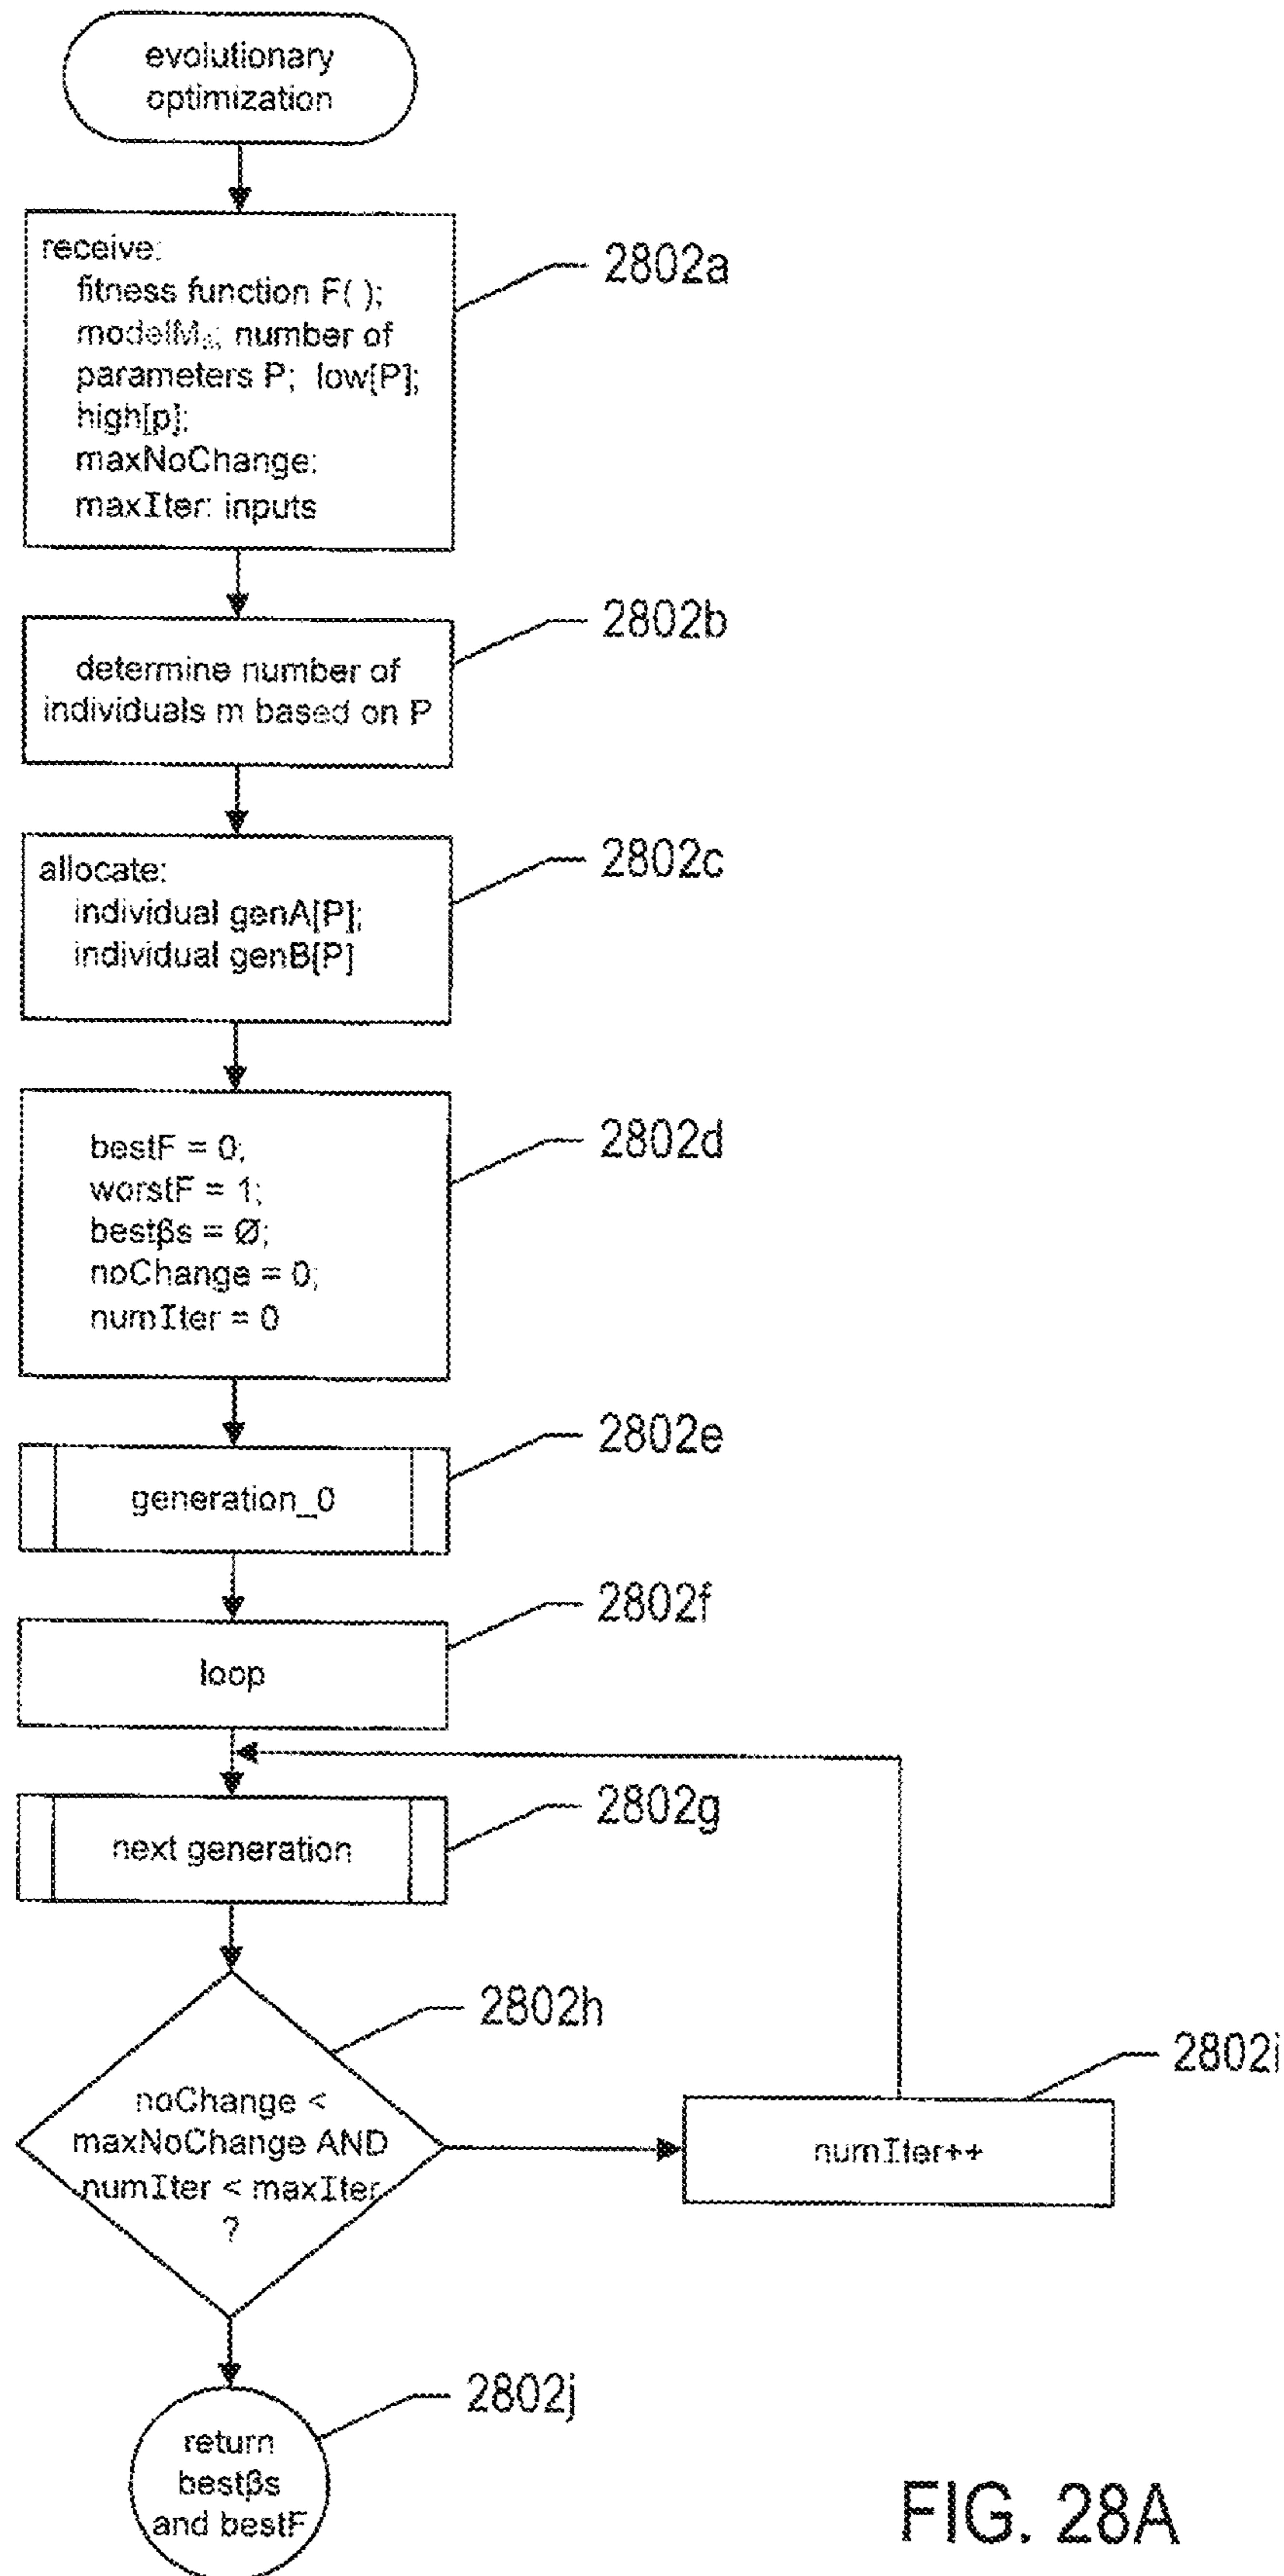 evolutionary
optimization
receive:
fitness function F( );
number of
parameters P; low[P];
high[p];
maxNoChange:
maxIter: inputs
2802a
determine number of
individuals m based on P
2802b
allocate:
individual genA[P];
individual genB[P]
2802c
bestF = 0;
worstF = 1;
bestβs = Ø;
noChange = 0;
numIter = 0
2802d
generation_0
2802e
loop
2802f
next generation
2802g
noChange <
maxNoChange AND
numIter < maxIter
?
2802h
numIter++
2802i
return
bestβs
and bestF
2802j
FIG. 28A